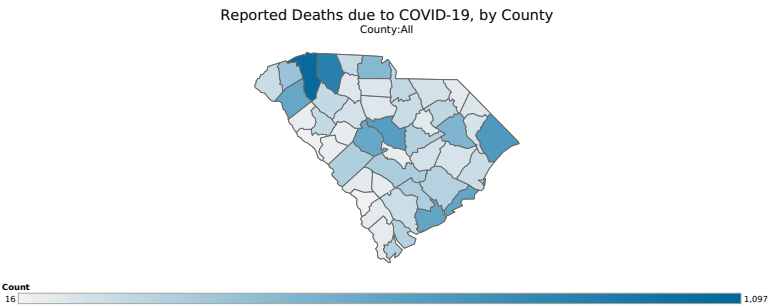 Reported Deaths due to COVID-19, by County
County:All
Count
16 1,097